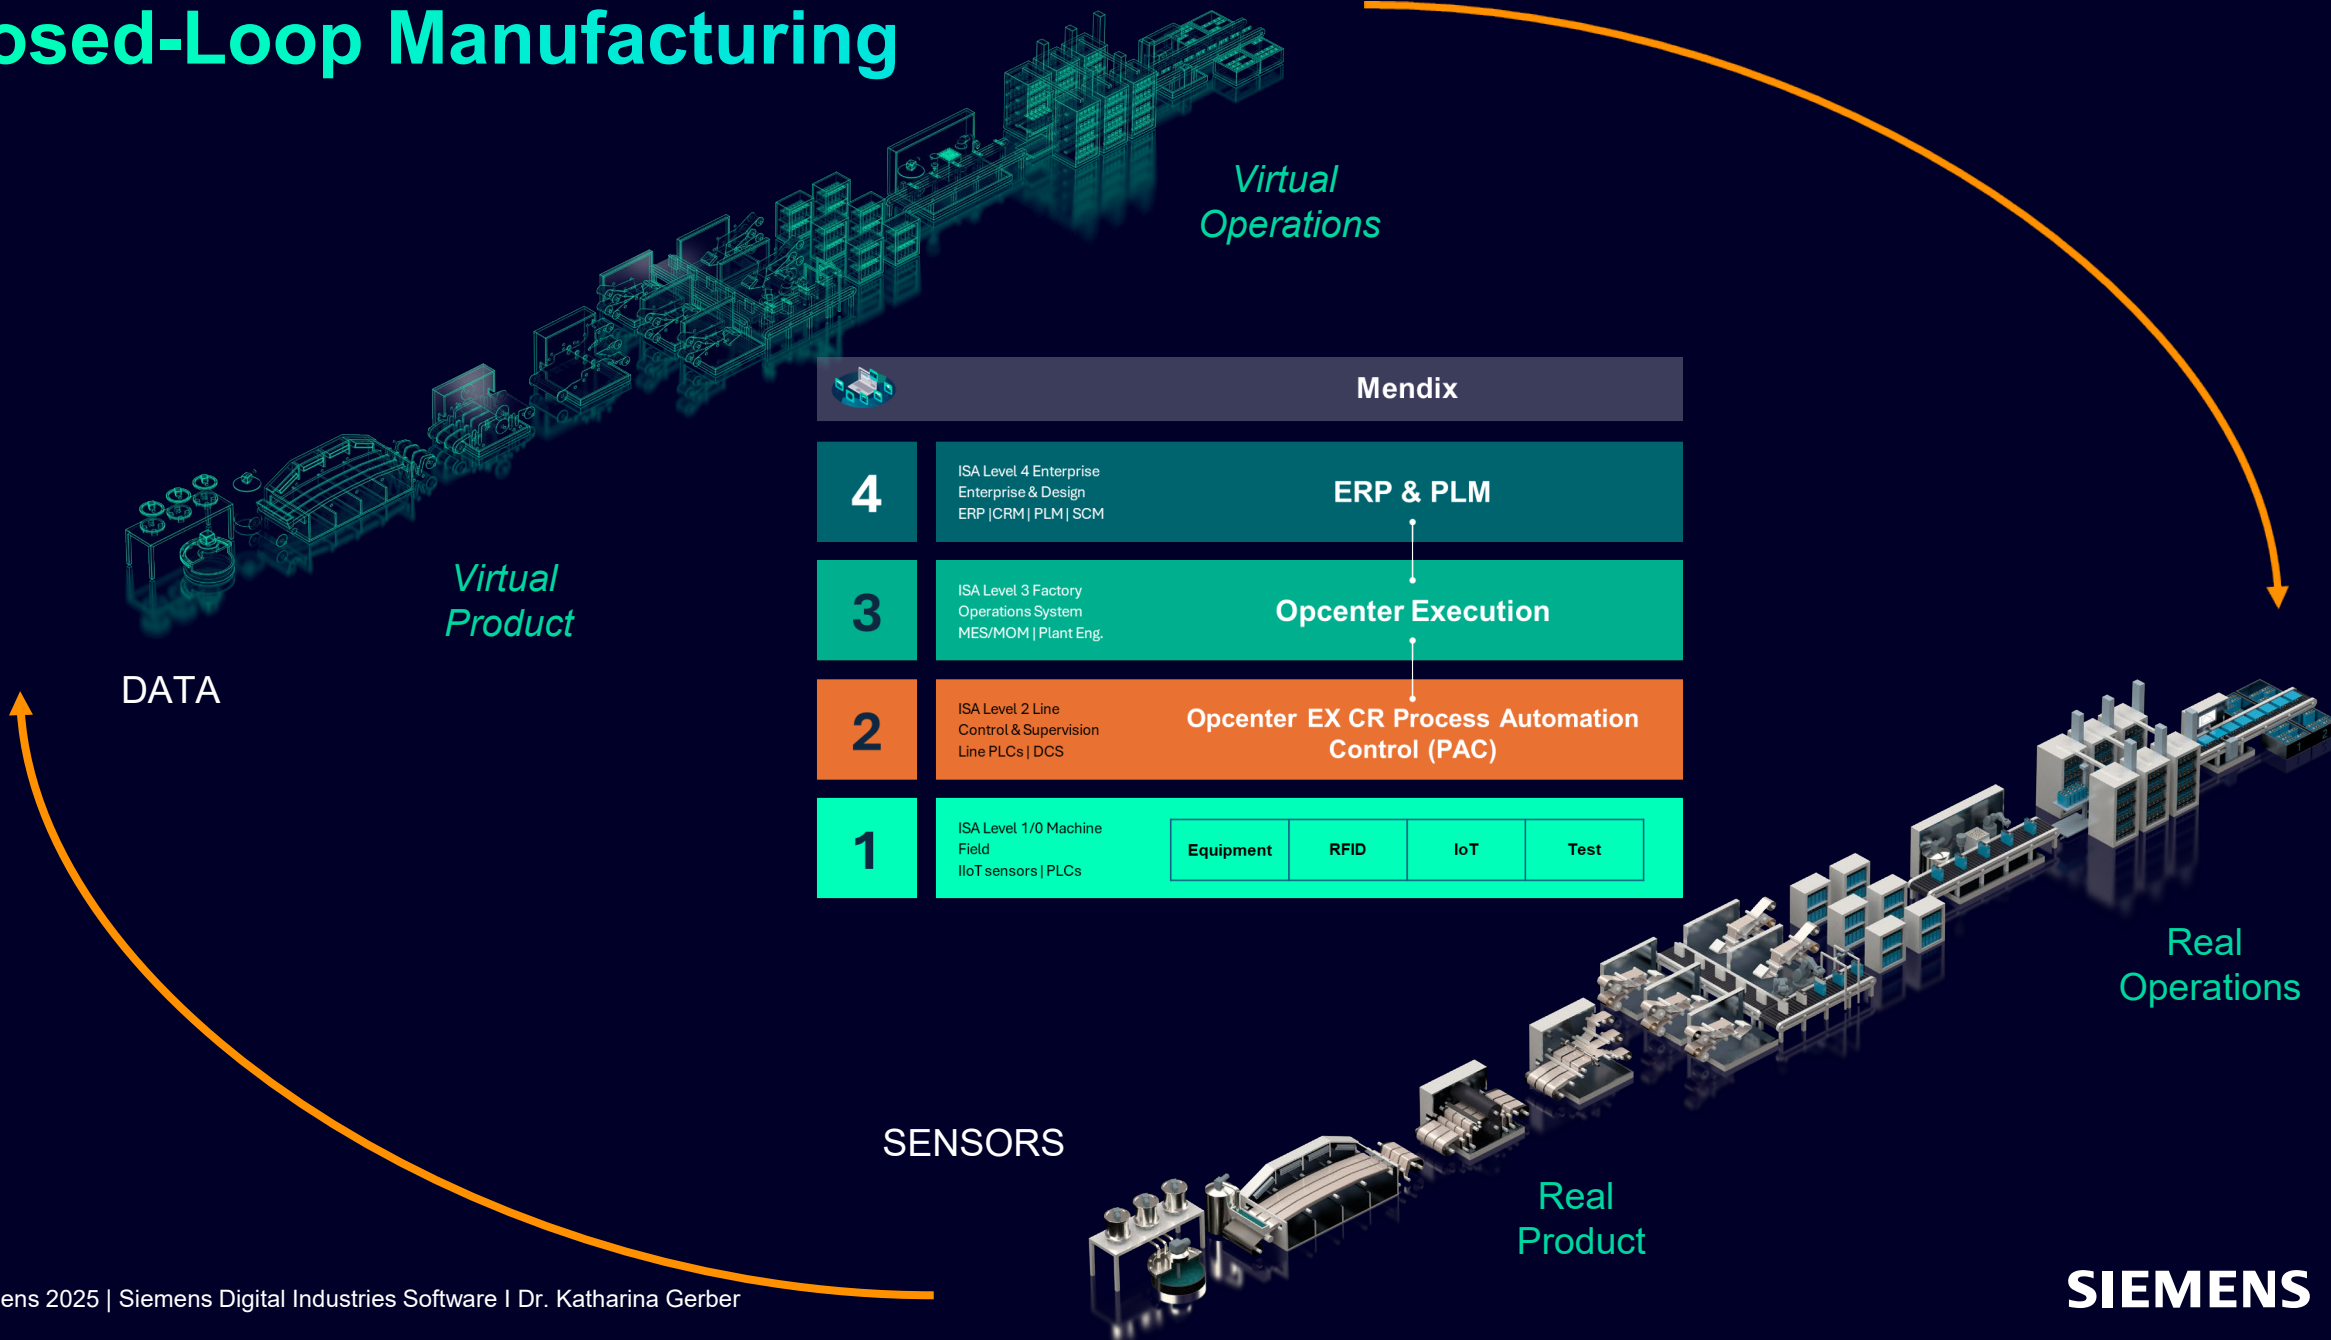 osed-Loop Manufacturing
Virtual
Operations
Mendix
4
ISA Level 4 Enterprise
Enterprise & Design
ERP |CRM | PLM | SCM
ERP & PLM
Virtual
Product
3
ISA Level 3 Factory
Operations System
MES/MOM | Plant Eng.
Opcenter Execution
DATA
2
ISA Level 2 Line
Control & Supervision
Line PLCs | DCS
Opcenter EX CR Process Automation
Control (PAC)
1
ISA Level 1/0 Machine
Field
IIoT sensors | PLCs
Equipment
RFID
IoT
Test
Real
Operations
SENSORS
Real
Product
ens 2025 | Siemens Digital Industries Software I Dr. Katharina Gerber
SIEMENS